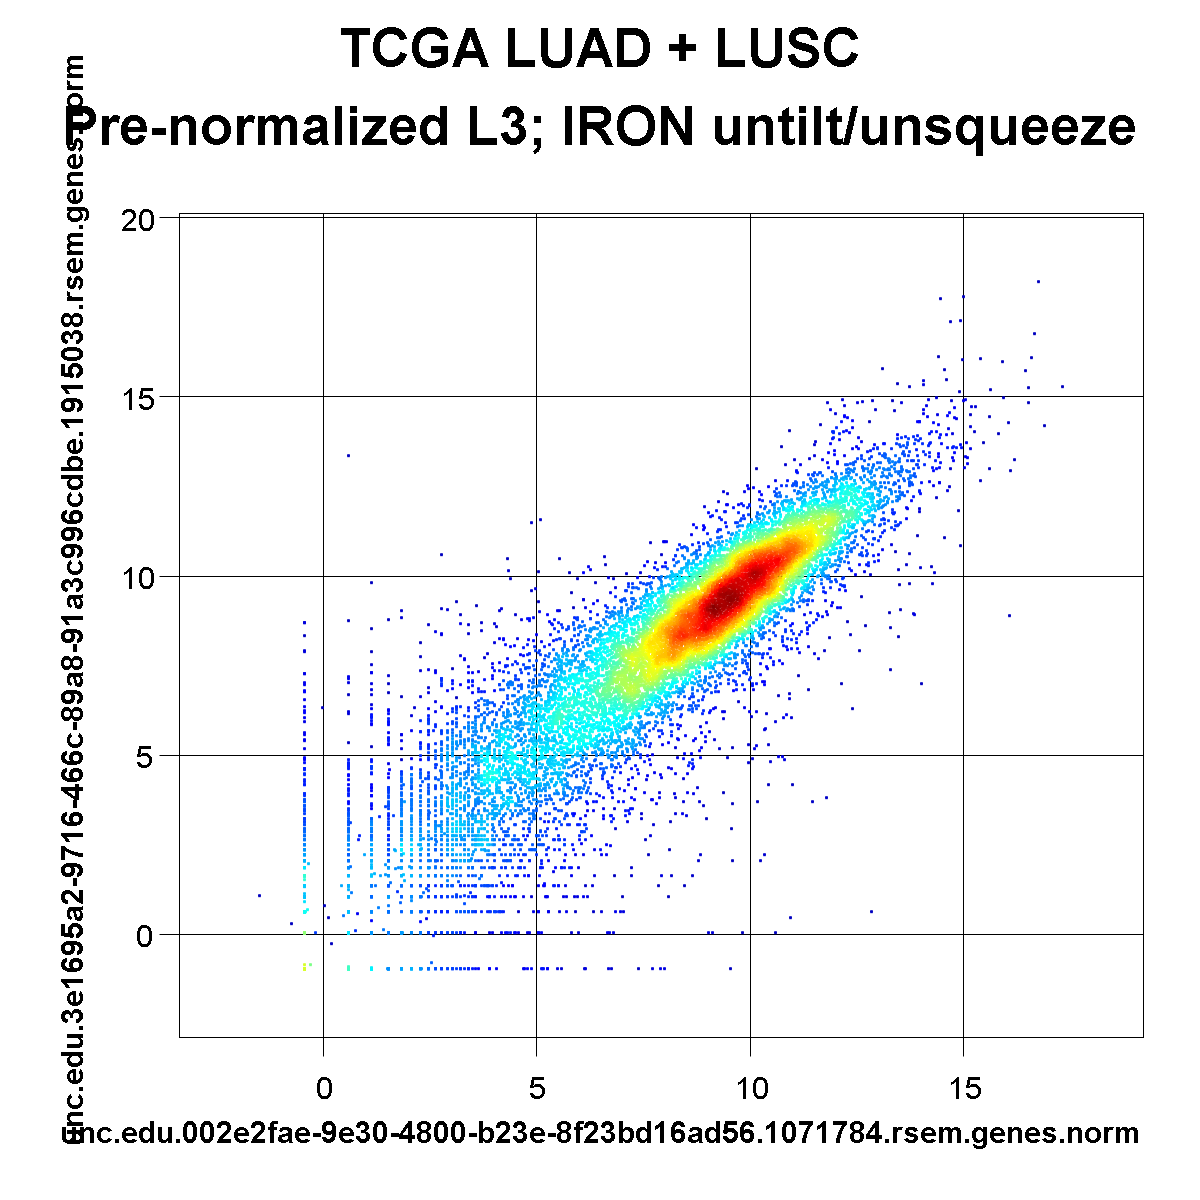 TCGA LUAD + LUSC
Pre-normalized L3; IRON untilt/unsqueeze
unc.edu.3e1695a2-9716-466c-89a8-91a3c996cdbe.1915038.rsem.genes.norm
20
15
10
5
0
0 5 10 15
unc.edu.002e2fae-9e30-4800-b23e-8f23bd16ad56.1071784.rsem.genes.norm